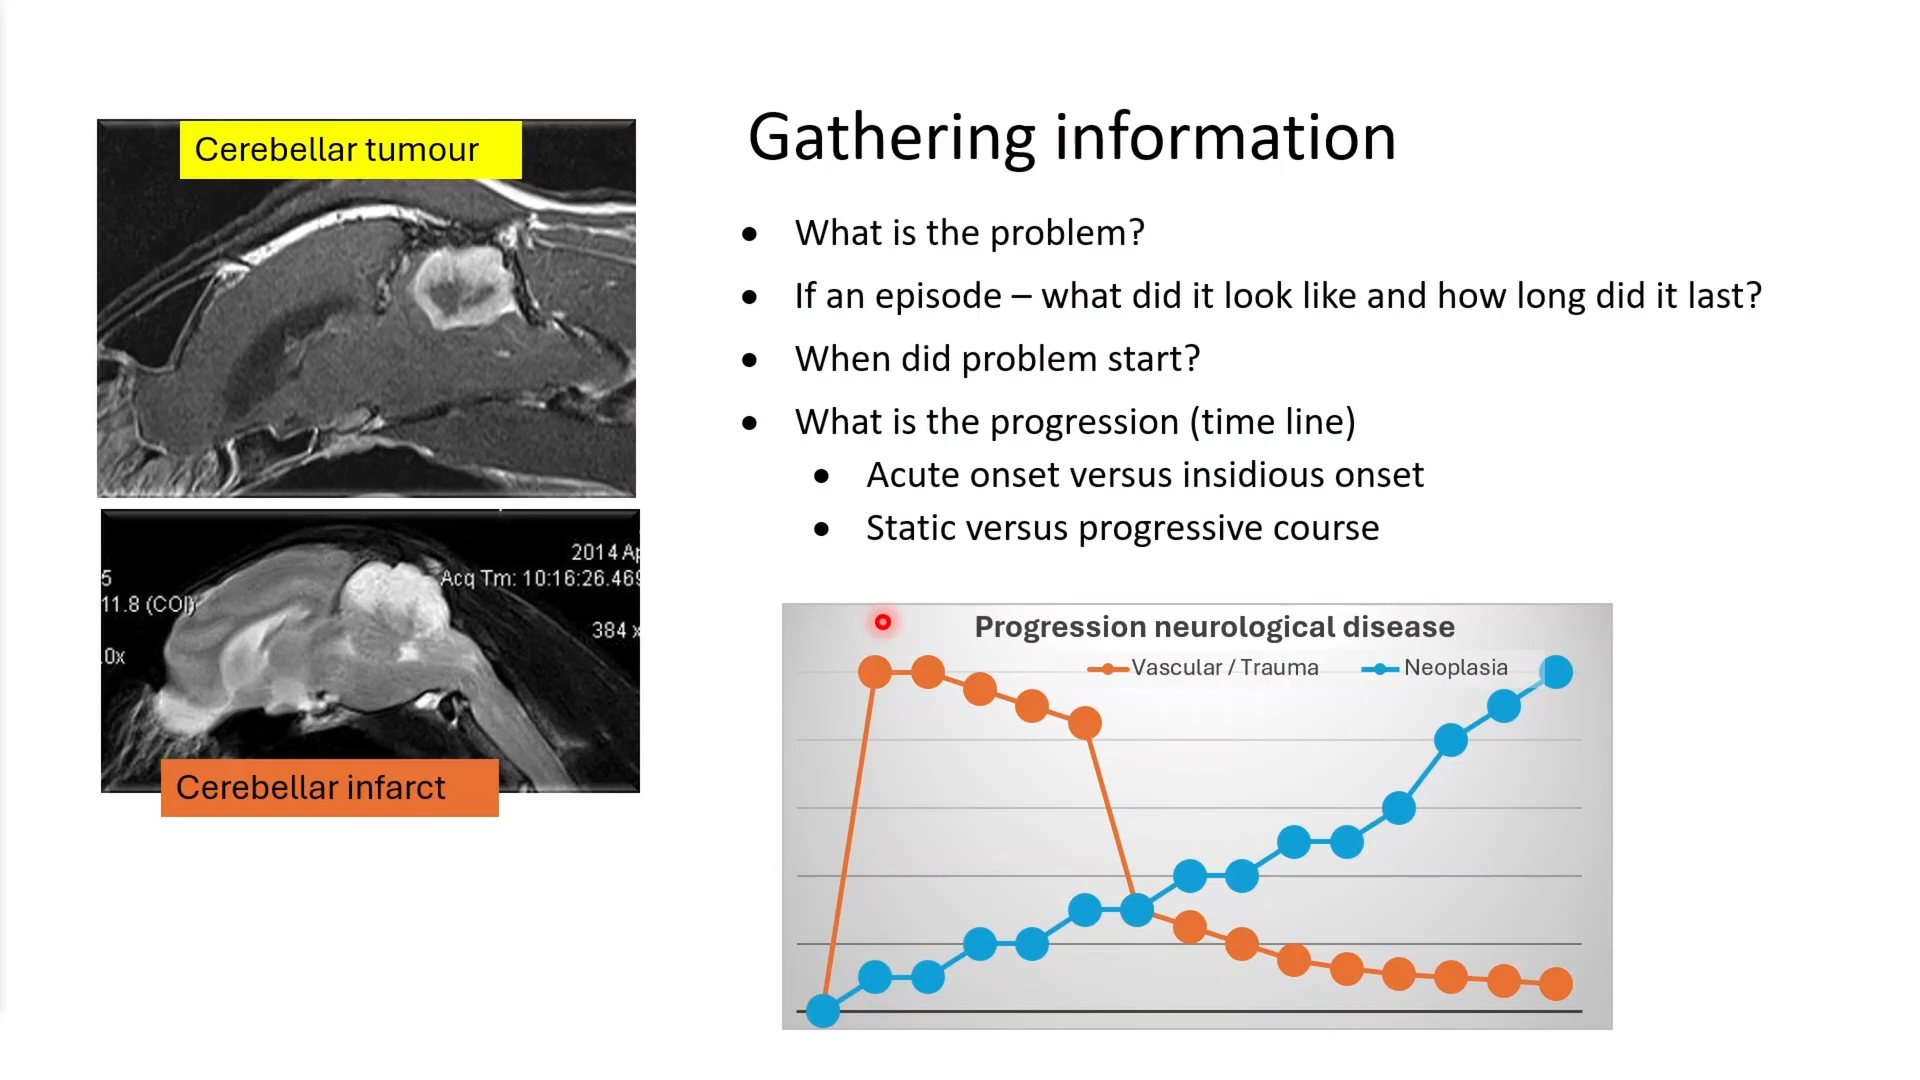 Cerebellar tumour
Gathering information
• What is the problem?
• If an episode – what did it look like and how long did it last?
• When did problem start?
• What is the progression (time line)
• Acute onset versus insidious onset
• Static versus progressive course
2014 Ap
5
Acq Tm: 10:16:26.469
11.8 (COI)
384 x
.0x
Cerebellar infarct
Progression neurological disease
Vascular / Trauma
Neoplasia